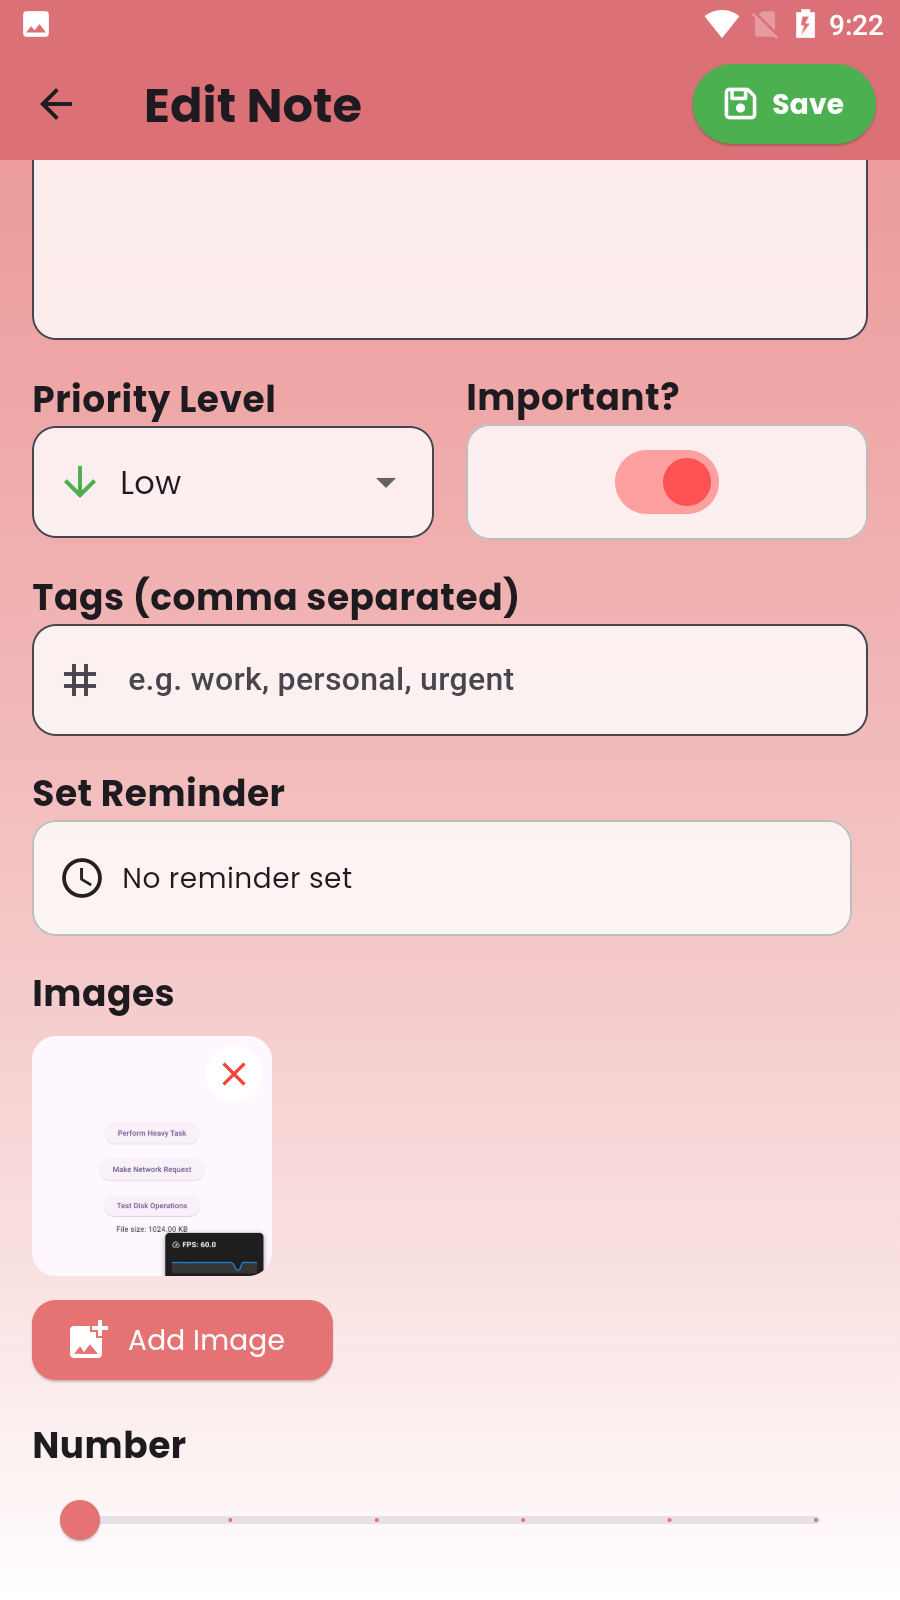 9:22
Edit Note
Save
Priority Level
Important?
Low
Tags (comma separated)
e.g. work, personal, urgent
Set Reminder
No reminder set
Images
Perform Heavy Task
Make Network Request
Test Disk Operations
File size: 1024.00 KB
FPS: 60.0
Add Image
Number